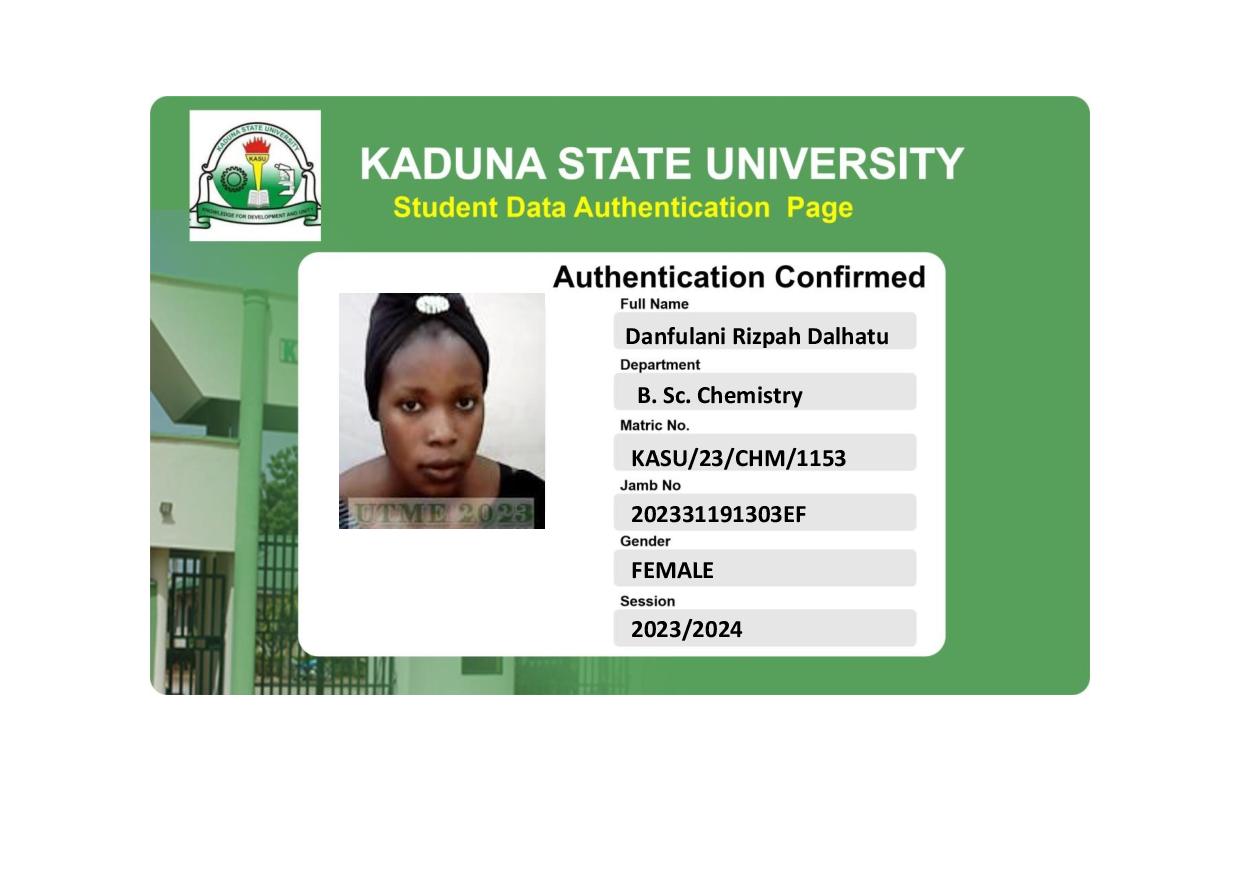 KADUNA STATE UNIVERSITY
KASU
KNOWLEDGE FOR DEVELOPMENT AND UNITY
KADUNA STATE UNIVERSITY
Student Data Authentication Page
Authentication Confirmed
Full Name
Danfulani Rizpah Dalhatu
Department
B. Sc. Chemistry
Matric No.
KASU/23/CHM/1153
Jamb No
202331191303EF
Gender
FEMALE
Session
2023/2024
UTME 2023
K